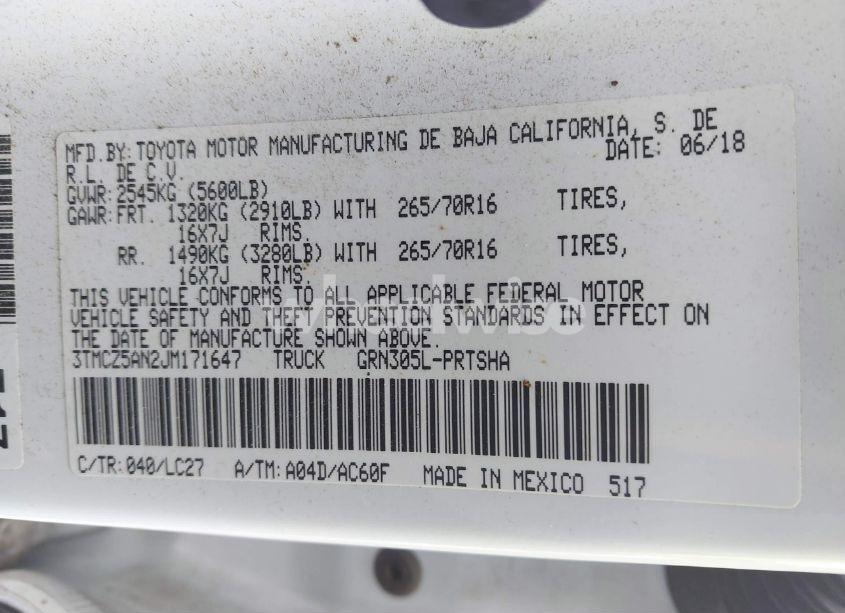 MFD.BY:TOYOTA MOTOR MANUFACTURING DE BAJA CALIFORNIA, S. DE
R.L. DE C.V. DATE: 06/18
GVWR:2545KG (5600LB)
GAWR:FRT. 1320KG (2910LB) WITH 265/70R16 TIRES,
16X7J RIMS.
RR. 1490KG (3280LB) WITH 265/70R16 TIRES,
16X7J RIMS.
THIS VEHICLE CONFORMS TO ALL APPLICABLE FEDERAL MOTOR
VEHICLE SAFETY AND THEFT PREVENTION STANDARDS IN EFFECT ON
THE DATE OF MANUFACTURE SHOWN ABOVE.
3TMCZ5AN2JM171647 TRUCK GRN305L-PRTSHA
C/TR:040/LC27 A/TM:A04D/AC60F MADE IN MEXICO 517